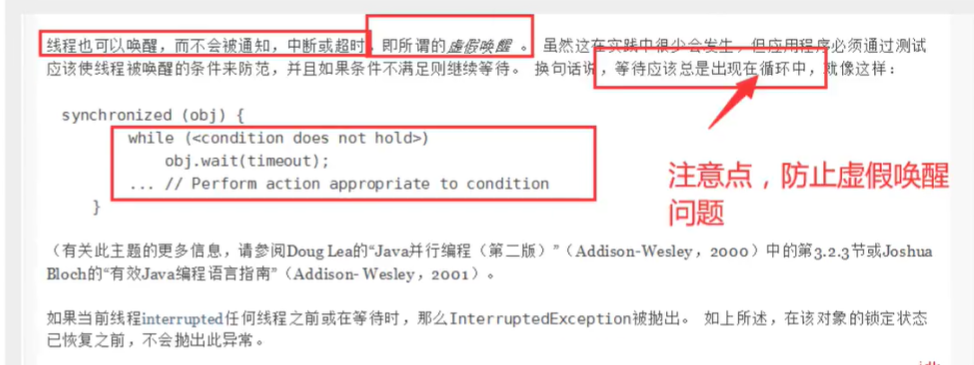 线程也可以唤醒，而不会被通知，中断或超时，即所谓的虚假唤醒 。 虽然这在实践中很少会发生，但应用程序必须通过测试
应该使线程被唤醒的条件来防范，并且如果条件不满足则继续等待。 换句话说，等待应该总是出现在循环中，就像这样：
synchronized (obj) {
while (<condition does not hold>)
obj.wait(timeout);
... // Perform action appropriate to condition
}
注意点，防止虚假唤醒
问题
（有关此主题的更多信息，请参阅Doug Lea的“Java并行编程（第二版）”（Addison-Wesley，2000）中的第3.2.3节或Joshua
Bloch的“有效Java编程语言指南”（Addison- Wesley，2001）。
如果当前线程interrupted任何线程之前或在等待时，那么InterruptedException被抛出。 如上所述，在该对象的锁定状态
已恢复之前，不会抛出此异常。